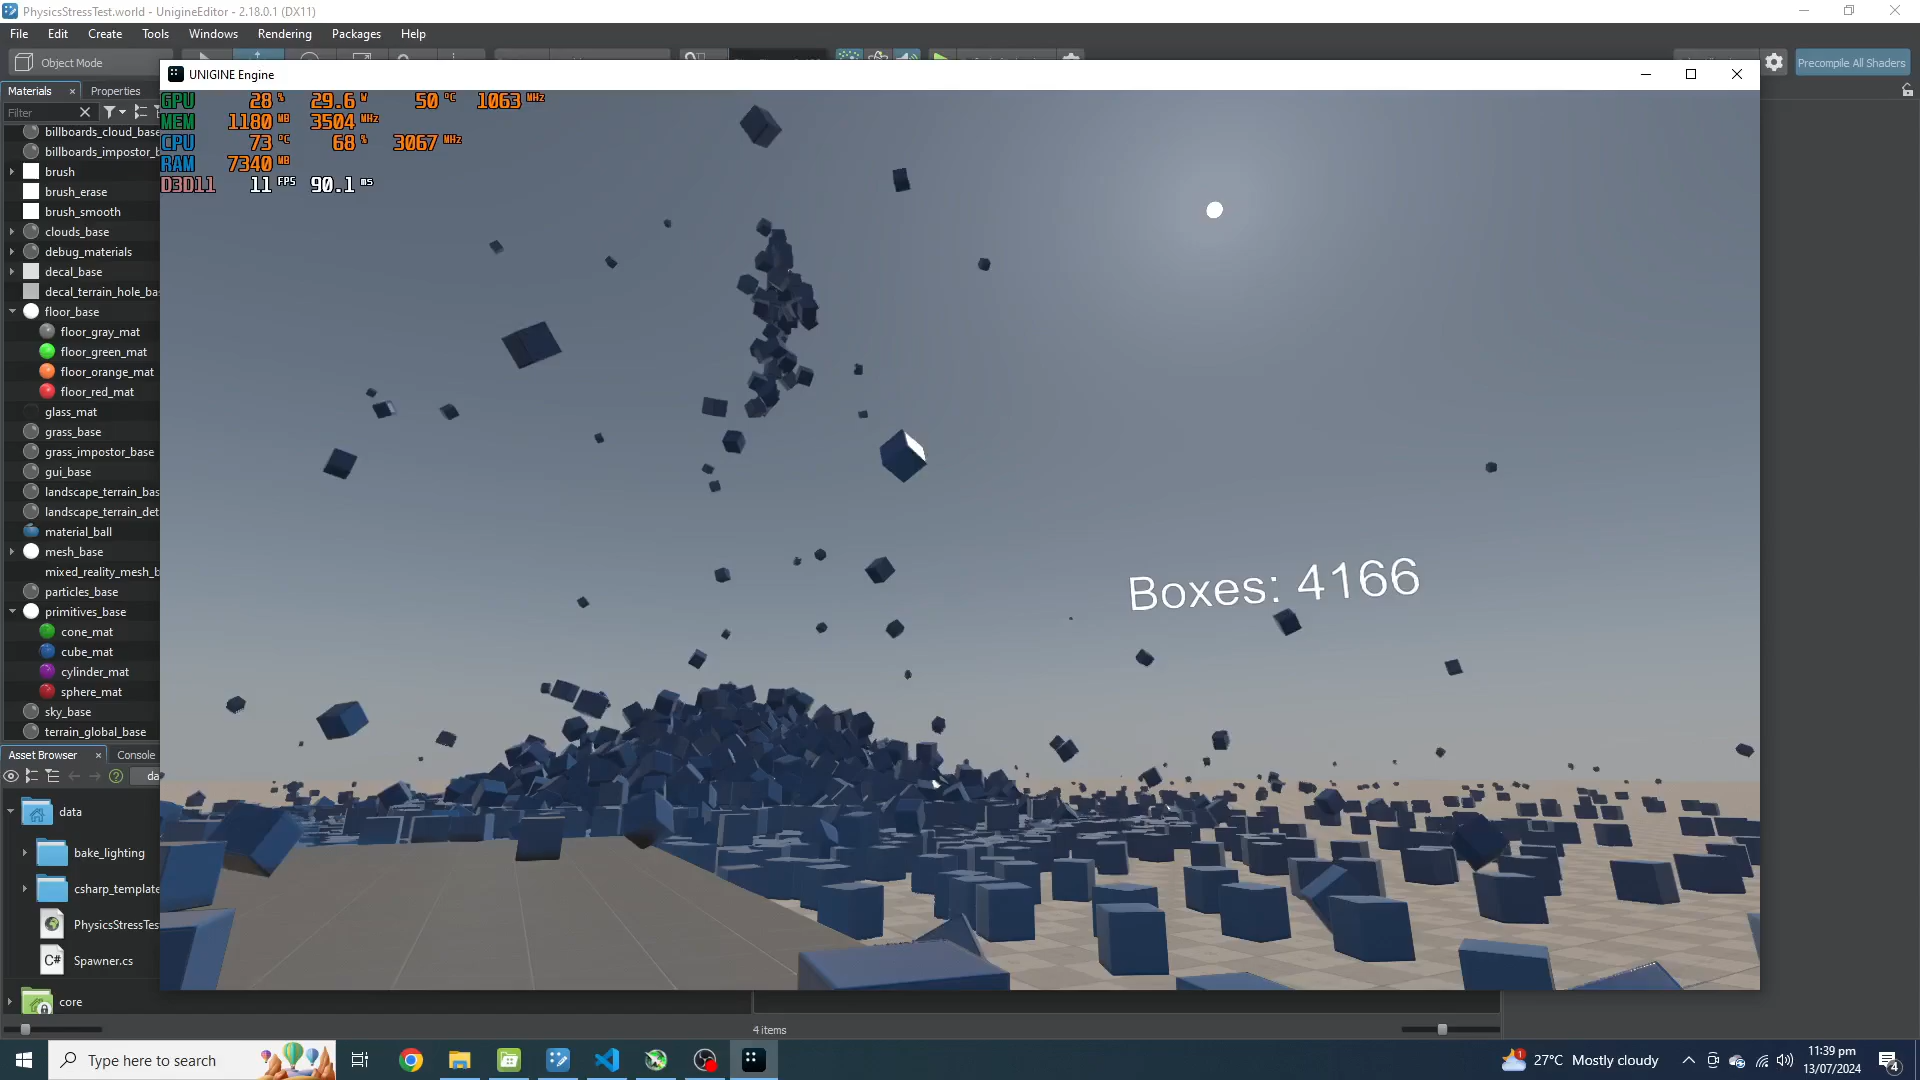 PhysicsStressTest.world - UnigineEditor - 2.18.0.1 (DX11)
File Edit Create Tools Windows Rendering Packages Help
Object Mode
Precompile All Shaders
UNIGINE Engine
Materials Properties
Filter
GPU 28 % 29.6 W 50 °C 1063 MHz
MEM 1180 MB 3504 MHz
CPU 73 °C 68 % 3067 MHz
RAM 7340 MB
D3D11 11 FPS 90.1 ms
billboards_cloud_base
billboards_impostor_b
brush
brush_erase
brush_smooth
clouds_base
debug_materials
decal_base
decal_terrain_hole_bas
floor_base
floor_gray_mat
floor_green_mat
floor_orange_mat
floor_red_mat
glass_mat
grass_base
grass_impostor_base
gui_base
landscape_terrain_bas
landscape_terrain_det
material_ball
mesh_base
mixed_reality_mesh_b
particles_base
primitives_base
cone_mat
cube_mat
cylinder_mat
sphere_mat
sky_base
terrain_global_base
Boxes: 4166
Asset Browser Console
da
data
bake_lighting
csharp_template
PhysicsStressTes
C# Spawner.cs
core
4 items
Type here to search
1 27°C Mostly cloudy
11:39 pm
13/07/2024
4